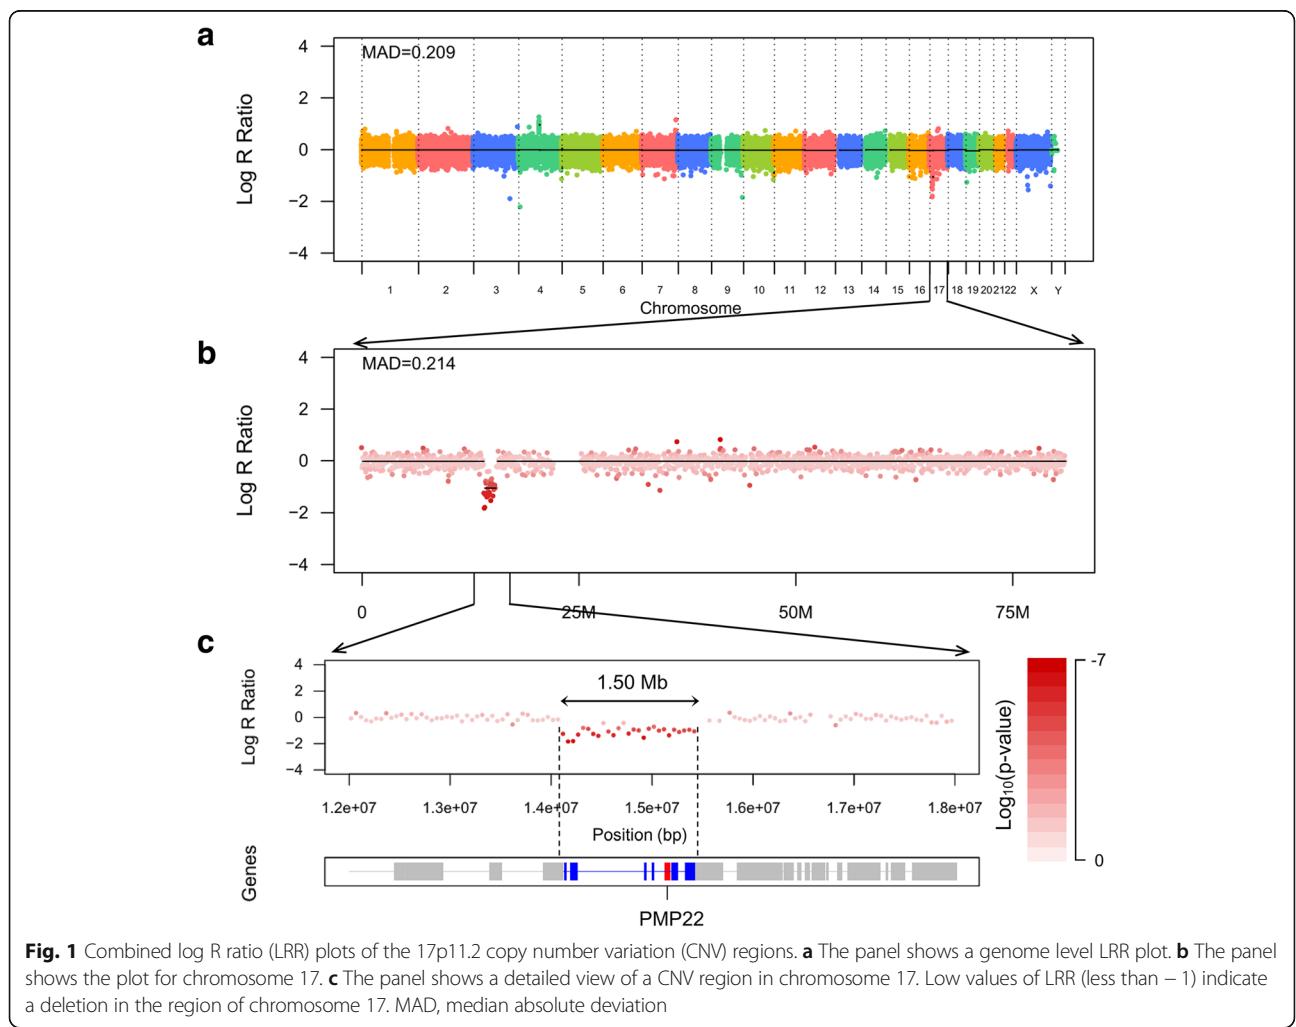 a
MAD=0.209
4
2
0
−2
−4
Log R Ratio
1 2 3 4 5 6 7 8 9 10 11 12 13 14 15 16 17 18 19 20 21 22 X Y
Chromosome
b
MAD=0.214
4
2
0
−2
−4
Log R Ratio
0 25M 50M 75M
c
4
2
0
−2
−4
Log R Ratio
1.50 Mb
1.2e+07 1.3e+07 1.4e+07 1.5e+07 1.6e+07 1.7e+07 1.8e+07
Position (bp)
-7
0
Log10(p-value)
Genes
PMP22
Fig. 1 Combined log R ratio (LRR) plots of the 17p11.2 copy number variation (CNV) regions. a The panel shows a genome level LRR plot. b The panel
shows the plot for chromosome 17. c The panel shows a detailed view of a CNV region in chromosome 17. Low values of LRR (less than − 1) indicate
a deletion in the region of chromosome 17. MAD, median absolute deviation